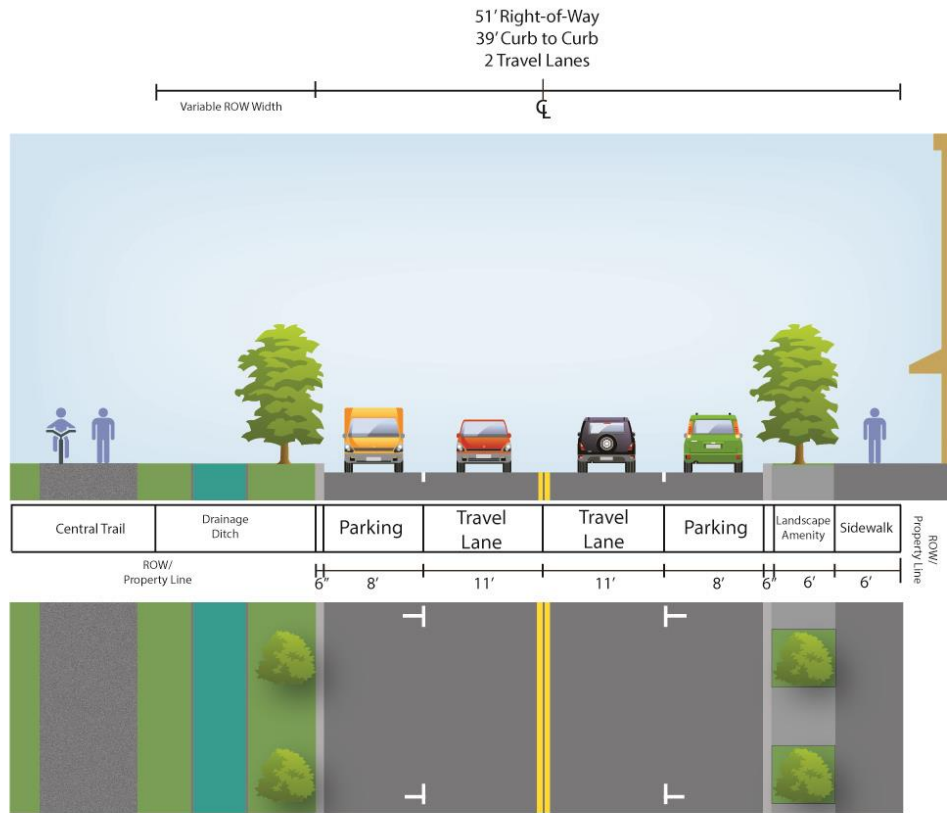 51' Right-of-Way
39' Curb to Curb
2 Travel Lanes
Variable ROW Width
℄
Central Trail
Drainage
Ditch
Parking
Travel
Lane
Travel
Lane
Parking
Landscape
Amenity
Sidewalk
ROW/
Property Line
ROW/
Property Line
6" 8' 11' 11' 8' 6" 6' 6'